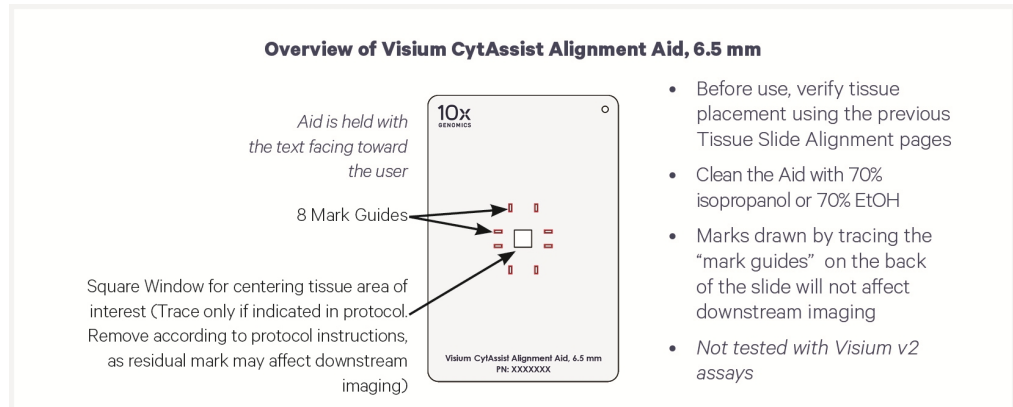 Overview of Visium CytAssist Alignment Aid, 6.5 mm
Aid is held with
the text facing toward
the user
8 Mark Guides
Square Window for centering tissue area of
interest (Trace only if indicated in protocol.
Remove according to protocol instructions,
as residual mark may affect downstream
imaging)
10x
GENOMICS
Visium CytAssist Alignment Aid, 6.5 mm
PN: XXXXXXX
• Before use, verify tissue
placement using the previous
Tissue Slide Alignment pages
• Clean the Aid with 70%
isopropanol or 70% EtOH
• Marks drawn by tracing the
“mark guides”  on the back
of the slide will not affect
downstream imaging
• Not tested with Visium v2
assays